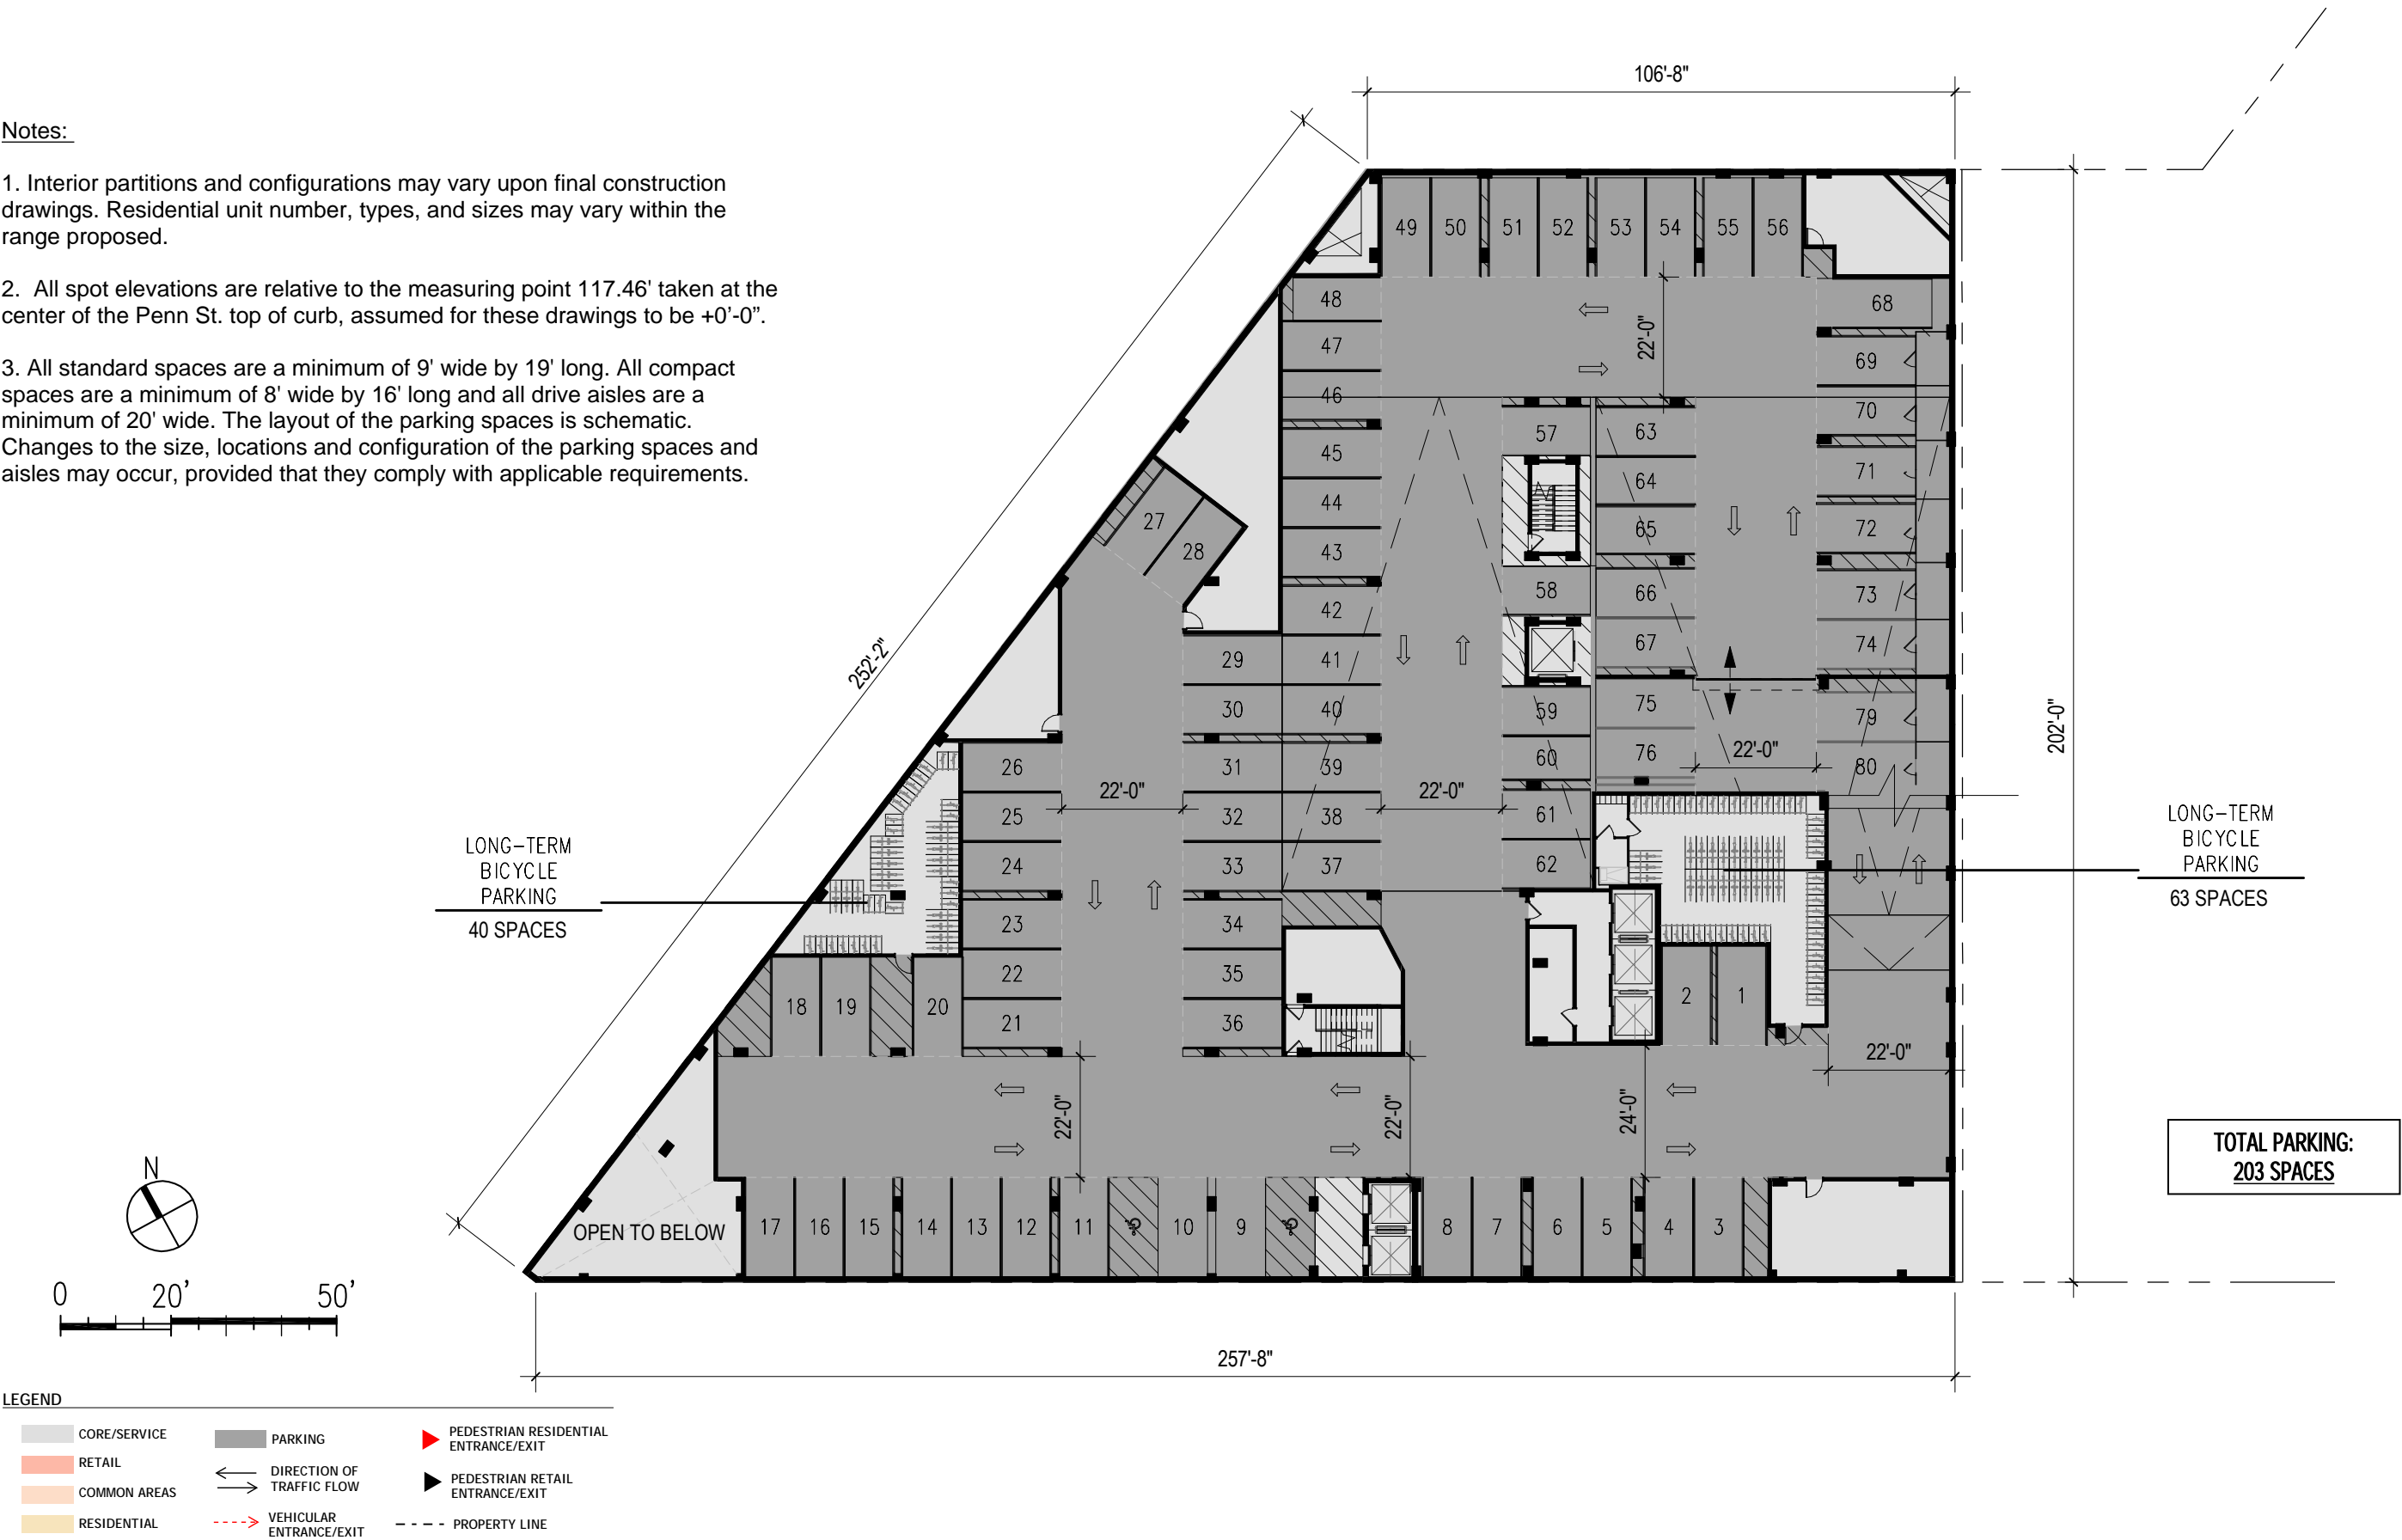 Notes:
1. Interior partitions and configurations may vary upon final construction
drawings. Residential unit number, types, and sizes may vary within the
range proposed.
2.  All spot elevations are relative to the measuring point 117.46' taken at the
center of the Penn St. top of curb, assumed for these drawings to be +0'-0”.
3. All standard spaces are a minimum of 9' wide by 19' long. All compact
spaces are a minimum of 8' wide by 16' long and all drive aisles are a
minimum of 20' wide. The layout of the parking spaces is schematic.
Changes to the size, locations and configuration of the parking spaces and
aisles may occur, provided that they comply with applicable requirements.
106'-8"
49 50 51 52 53 54 55 56
48
68
47
22'-0"
69
46
70
57
63
45
71
64
44
27
72
65
43
28
58
66
73
42
67
74
29
41
252'-2"
30
40
59
75
79
202'-0"
31
39
60
76
22'-0"
80
26
22'-0"
22'-0"
25
32
38
61
24
33
37
62
LONG-TERM
BICYCLE
PARKING
40 SPACES
LONG-TERM
BICYCLE
PARKING
63 SPACES
23
34
22
35
18 19 20
2 1
21
36
22'-0"
22'-0"
22'-0"
24'-0"
OPEN TO BELOW
17 16 15 14 13 12 11 10 9 8 7 6 5 4 3
TOTAL PARKING:
203 SPACES
N
0 20' 50'
257'-8"
LEGEND
CORE/SERVICE
RETAIL
COMMON AREAS
RESIDENTIAL
PARKING
DIRECTION OF
TRAFFIC FLOW
VEHICULAR
ENTRANCE/EXIT
PEDESTRIAN RESIDENTIAL
ENTRANCE/EXIT
PEDESTRIAN RETAIL
ENTRANCE/EXIT
PROPERTY LINE